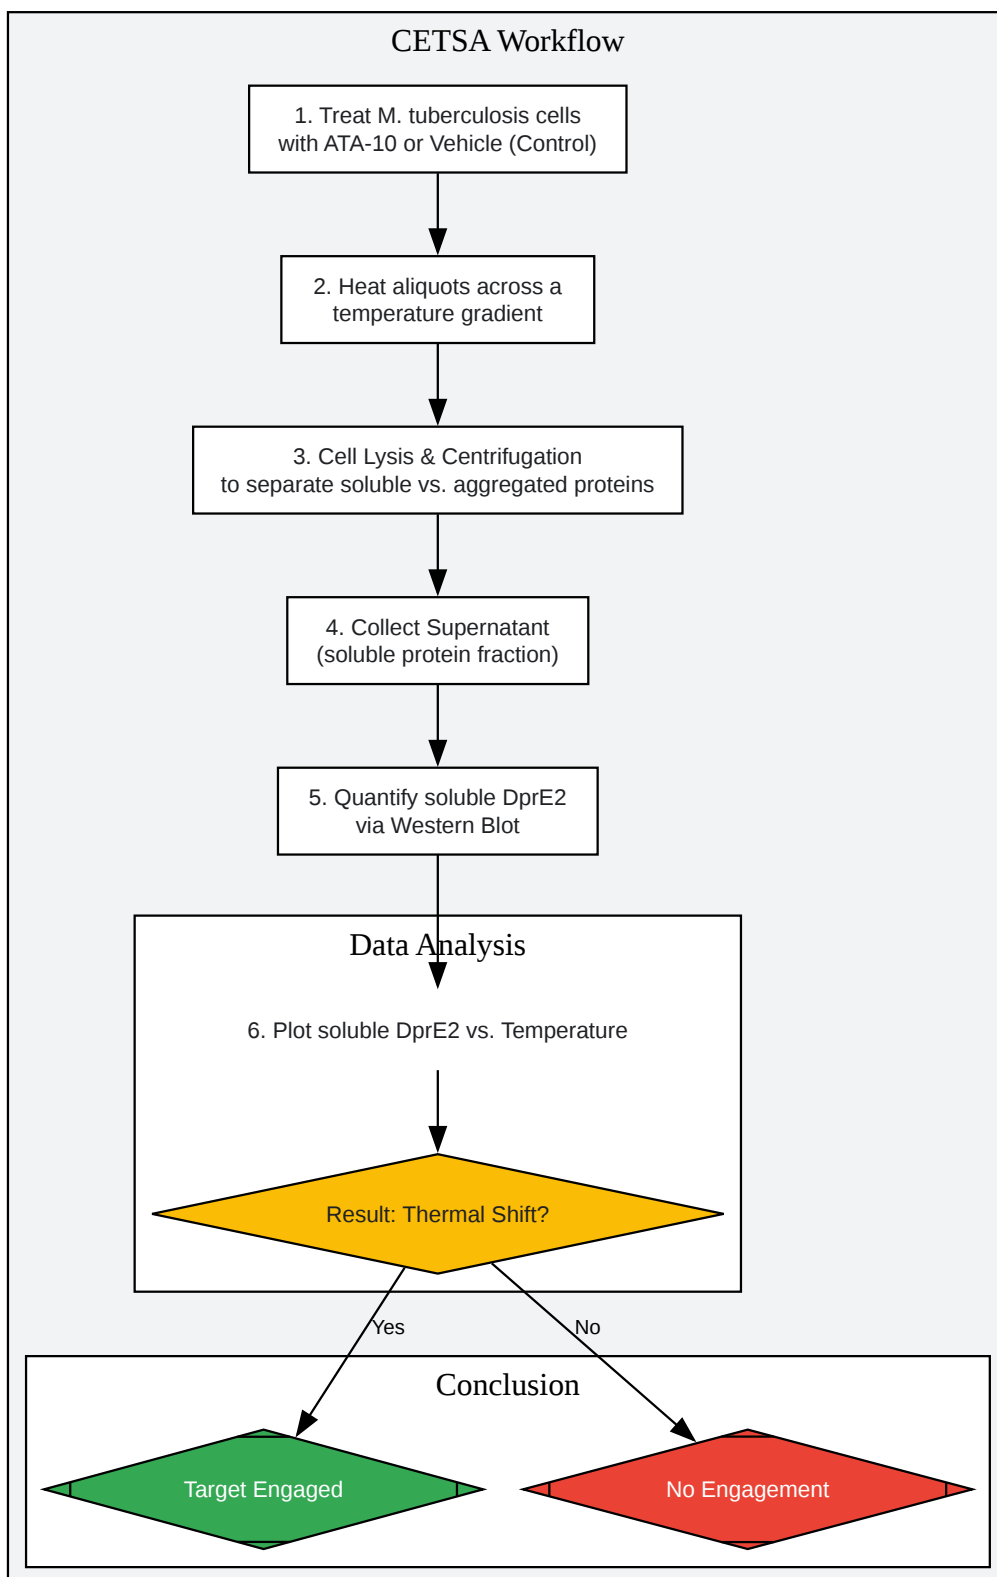 CETSA Workflow
1. Treat M. tuberculosis cells
with ATA-10 or Vehicle (Control)
2. Heat aliquots across a
temperature gradient
3. Cell Lysis & Centrifugation
to separate soluble vs. aggregated proteins
4. Collect Supernatant
(soluble protein fraction)
5. Quantify soluble DprE2
via Western Blot
Data Analysis
6. Plot soluble DprE2 vs. Temperature
Result: Thermal Shift?
Yes
No
Conclusion
Target Engaged
No Engagement